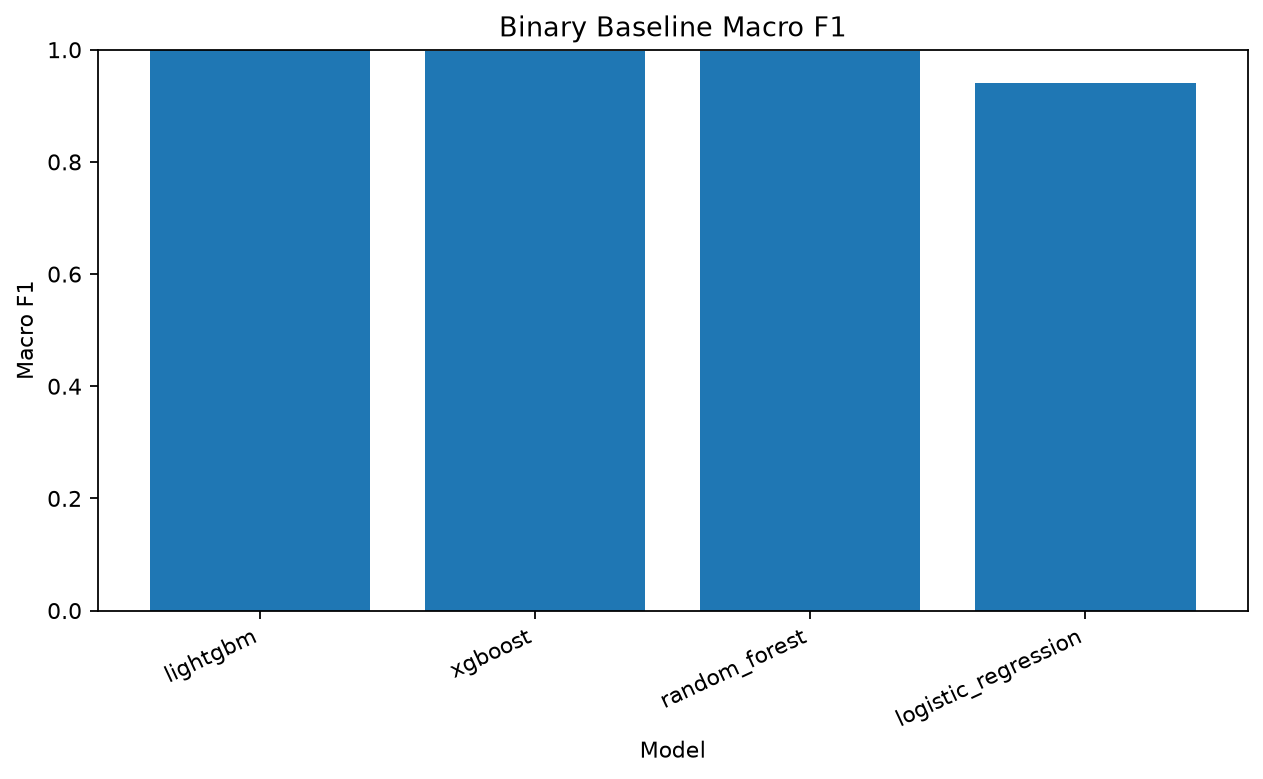 Binary Baseline Macro F1
1.0
0.8
0.6
0.4
0.2
0.0
Macro F1
lightgbm
xgboost
random_forest
logistic_regression
Model